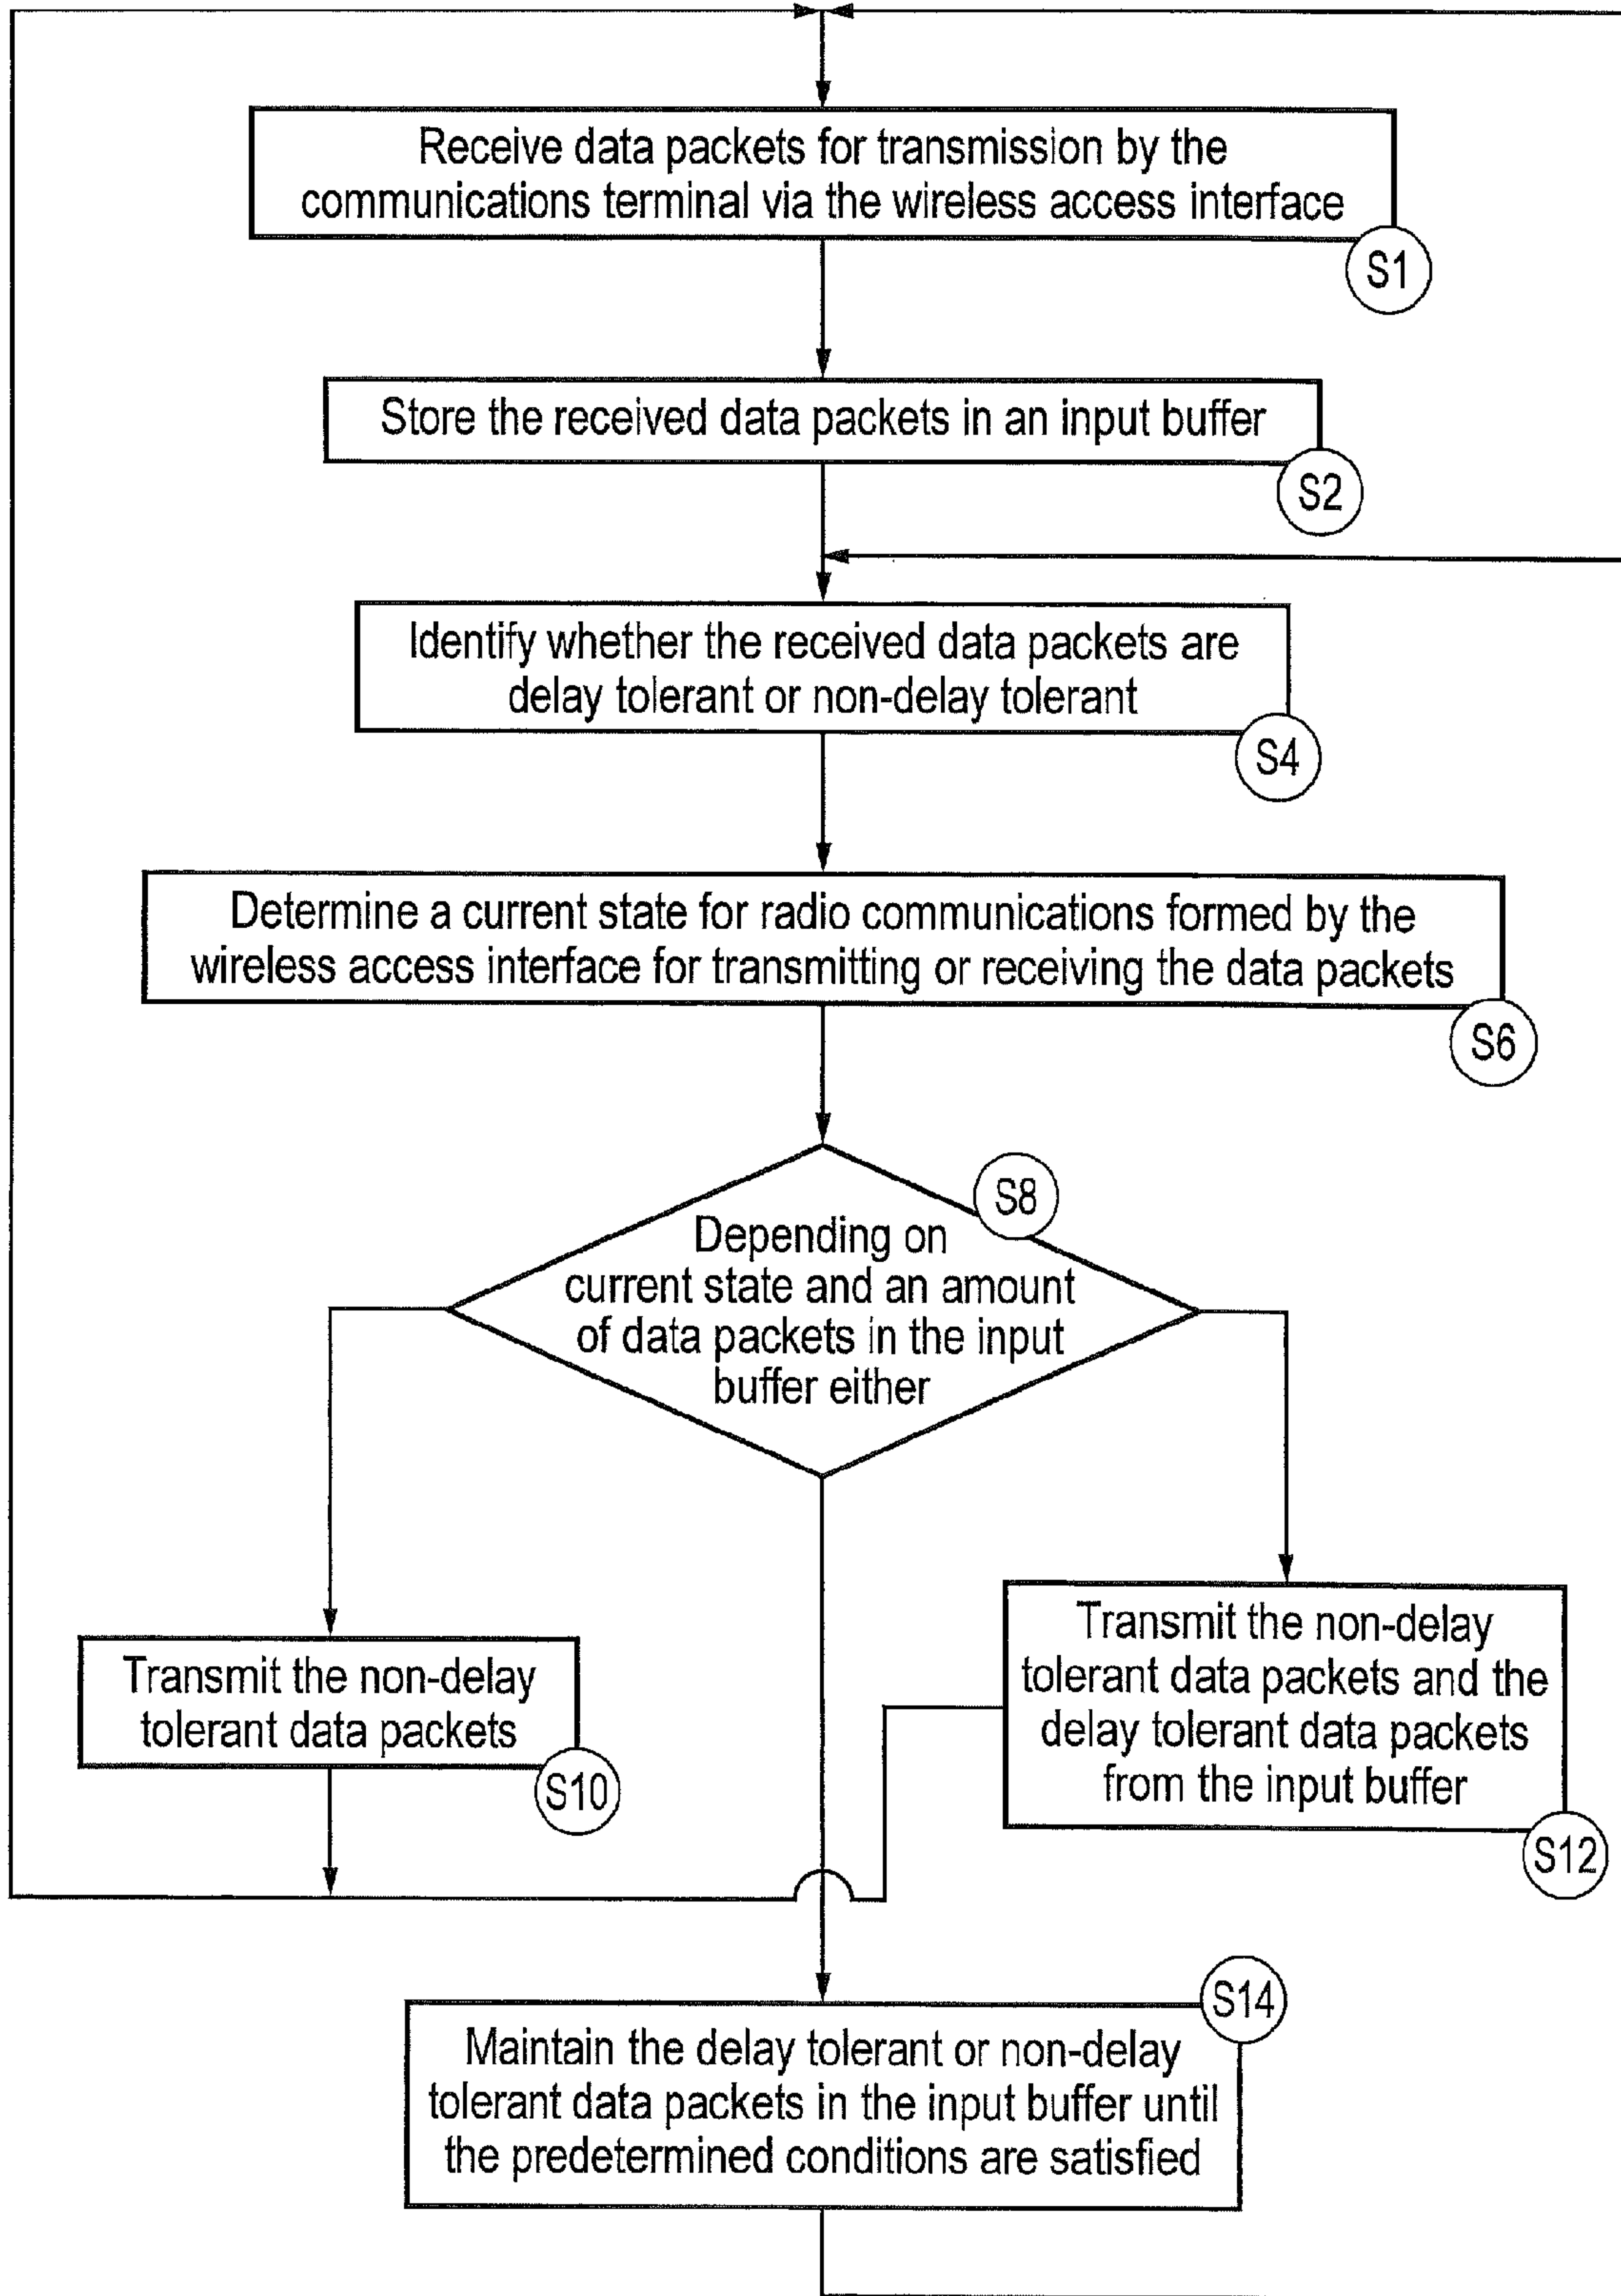 Receive data packets for transmission by the
communications terminal via the wireless access interface
S1
Store the received data packets in an input buffer
S2
Identify whether the received data packets are
delay tolerant or non-delay tolerant
S4
Determine a current state for radio communications formed by the
wireless access interface for transmitting or receiving the data packets
S6
S8
Depending on
current state and an amount
of data packets in the input
buffer either
Transmit the non-delay
tolerant data packets
S10
Transmit the non-delay
tolerant data packets and the
delay tolerant data packets
from the input buffer
S12
S14
Maintain the delay tolerant or non-delay
tolerant data packets in the input buffer until
the predetermined conditions are satisfied